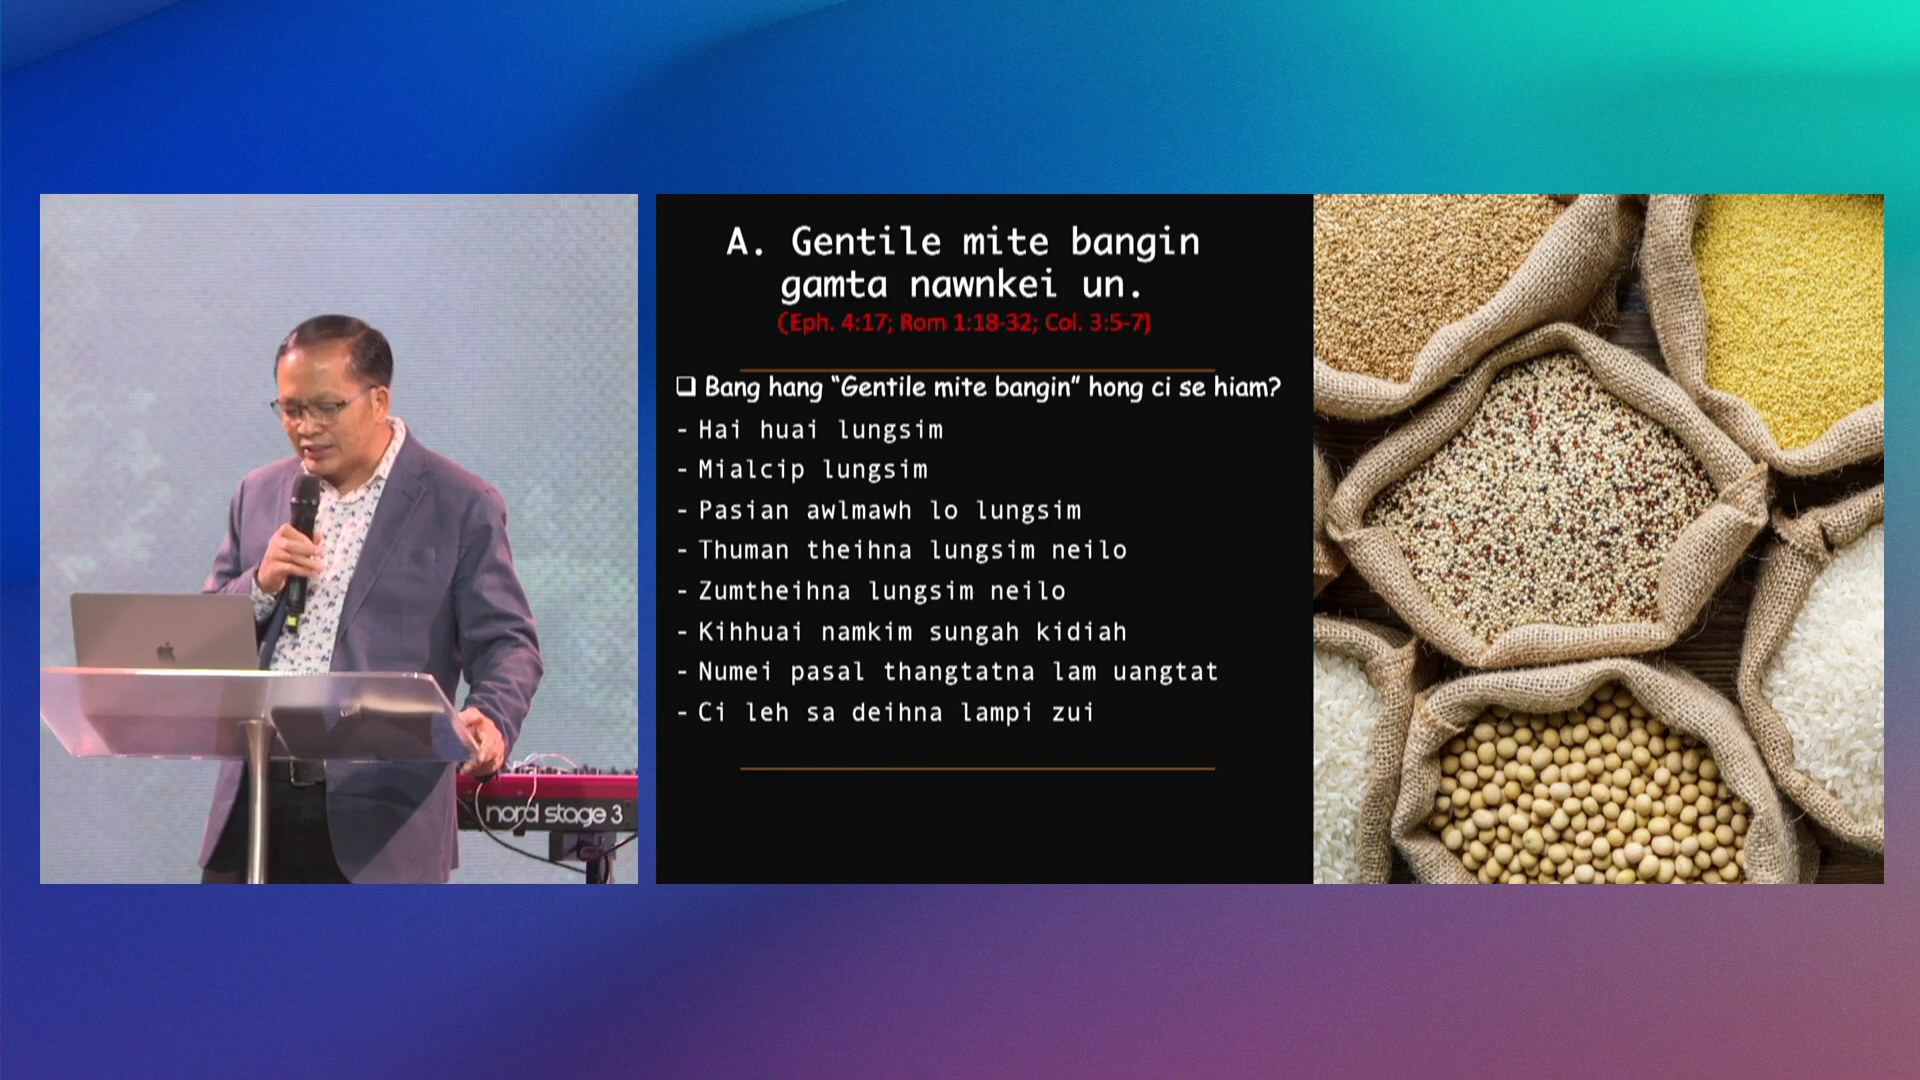 A. Gentile mite bangin
gamta nawnkei un.
(Eph. 4:17; Rom 1:18-32; Col. 3:5-7)
❑ Bang hang “Gentile mite bangin” hong ci se hiam?
- Hai huai lungsim
- Mialcip lungsim
- Pasian awlmawh lo lungsim
- Thuman theihna lungsim neilo
- Zumtheihna lungsim neilo
- Kihhuai namkim sungah kidiah
- Numei pasal thangtatna lam uangtat
- Ci leh sa deihna lampi zui
nord stage 3